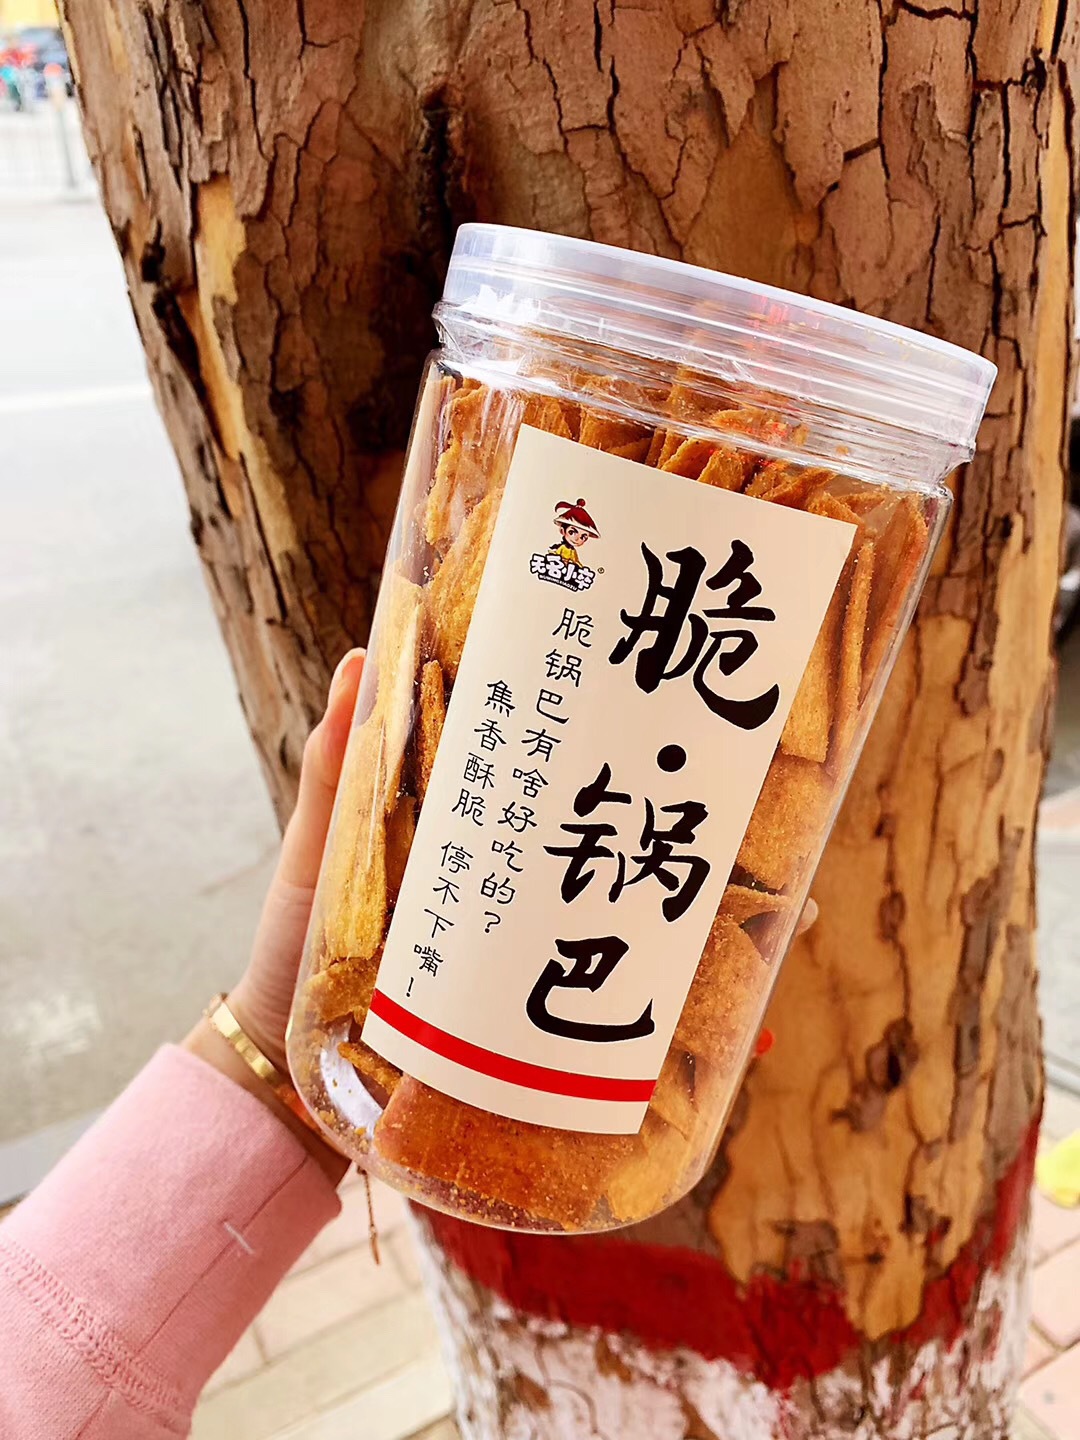 脆·锅巴
无名小卒
脆锅巴有啥好吃的?
焦香酥脆 停不下嘴!